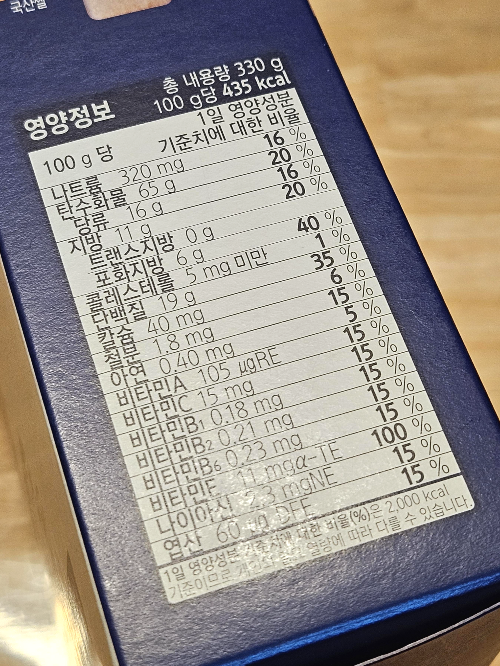 국산쌀
영양정보
총 내용량 330 g
100 g당 435 kcal
100 g 당
1일 영양성분
기준치에 대한 비율
나트륨 320 mg 16 %
탄수화물 65 g 20 %
당류 16 g 16 %
지방 11 g 20 %
트랜스지방 0 g
포화지방 6 g 40 %
콜레스테롤 5 mg 미만 1 %
단백질 19 g 35 %
칼슘 40 mg 6 %
철분 1.8 mg 15 %
아연 0.40 mg 5 %
비타민A 105 µgRE 15 %
비타민C 15 mg 15 %
비타민B₁ 0.18 mg 15 %
비타민B₂ 0.21 mg 15 %
비타민B₆ 0.23 mg 15 %
비타민E 11 mgα-TE 100 %
나이아신 mgNE 15 %
엽산 15 %
1일 영양성분 기준치에 대한 비율(%)은 2,000 kcal
기준이므로 개인의 필요 열량에 따라 다를 수 있습니다.